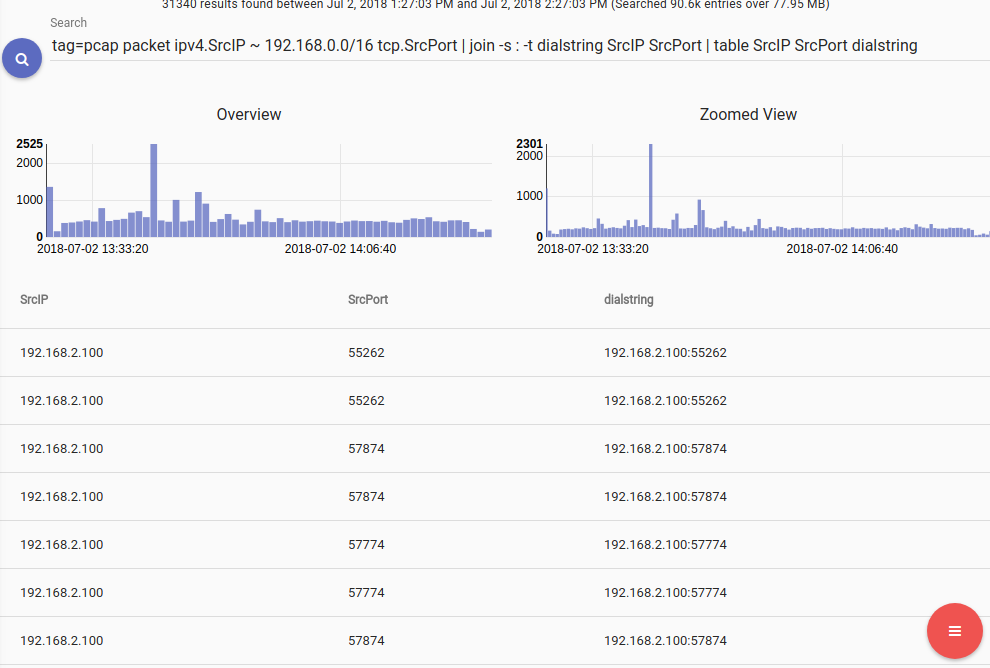 31340 results found between Jul 2, 2018 1:27:03 PM and Jul 2, 2018 2:27:03 PM (Searched 90.6k entries over 77.95 MB)
Search
tag=pcap packet ipv4.SrcIP ~ 192.168.0.0/16 tcp.SrcPort | join -s : -t dialstring SrcIP SrcPort | table SrcIP SrcPort dialstring
Overview
2525
2000
1000
0
2018-07-02 13:33:20 2018-07-02 14:06:40
Zoomed View
2301
2000
1000
0
2018-07-02 13:33:20 2018-07-02 14:06:40
SrcIP SrcPort dialstring
192.168.2.100 55262 192.168.2.100:55262
192.168.2.100 55262 192.168.2.100:55262
192.168.2.100 57874 192.168.2.100:57874
192.168.2.100 57874 192.168.2.100:57874
192.168.2.100 57774 192.168.2.100:57774
192.168.2.100 57774 192.168.2.100:57774
192.168.2.100 57874 192.168.2.100:57874